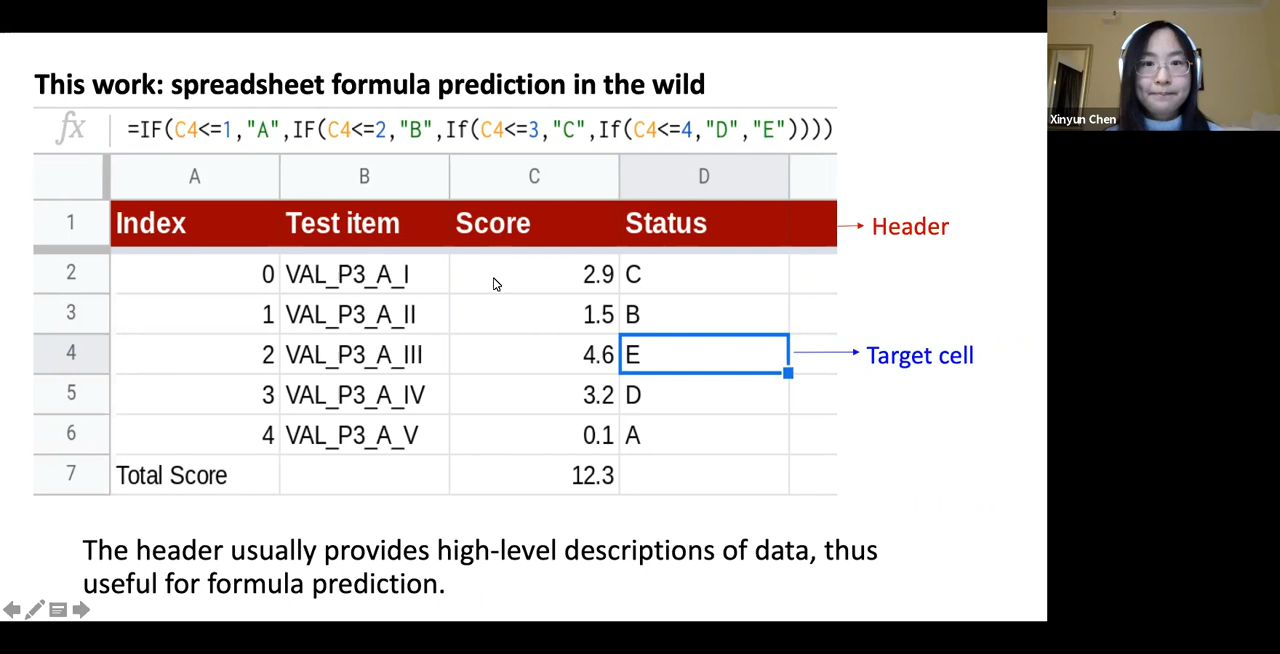 This work: spreadsheet formula prediction in the wild
fx =IF(C4<=1,"A",IF(C4<=2,"B",If(C4<=3,"C",If(C4<=4,"D","E"))))
A B C D
1 Index Test item Score Status
Header
2 0 VAL_P3_A_I 2.9 C
3 1 VAL_P3_A_II 1.5 B
4 2 VAL_P3_A_III 4.6 E
Target cell
5 3 VAL_P3_A_IV 3.2 D
6 4 VAL_P3_A_V 0.1 A
7 Total Score 12.3
The header usually provides high-level descriptions of data, thus
useful for formula prediction.
Xinyun Chen